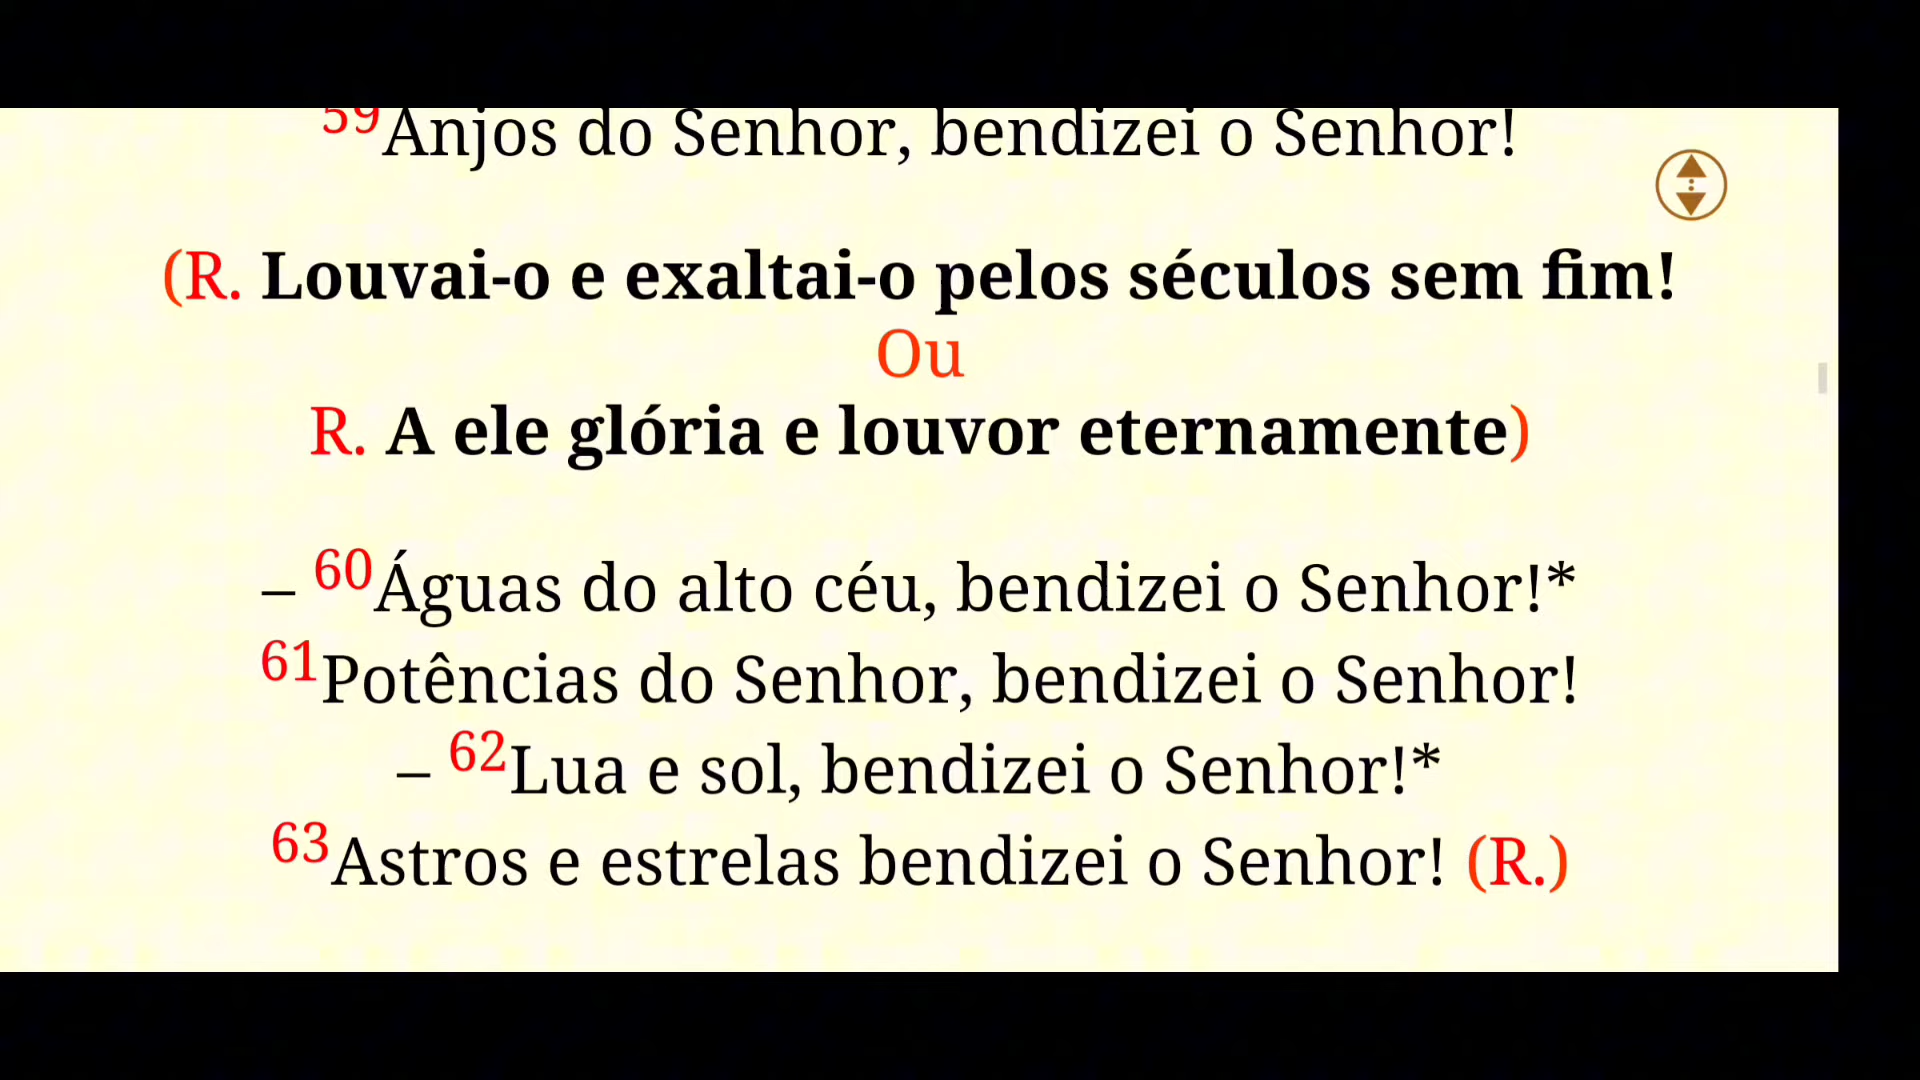 59Anjos do Senhor, bendizei o Senhor!
(R. Louvai-o e exaltai-o pelos séculos sem fim!
Ou
R. A ele glória e louvor eternamente)
– 60Águas do alto céu, bendizei o Senhor!*
61Potências do Senhor, bendizei o Senhor!
– 62Lua e sol, bendizei o Senhor!*
63Astros e estrelas bendizei o Senhor! (R.)